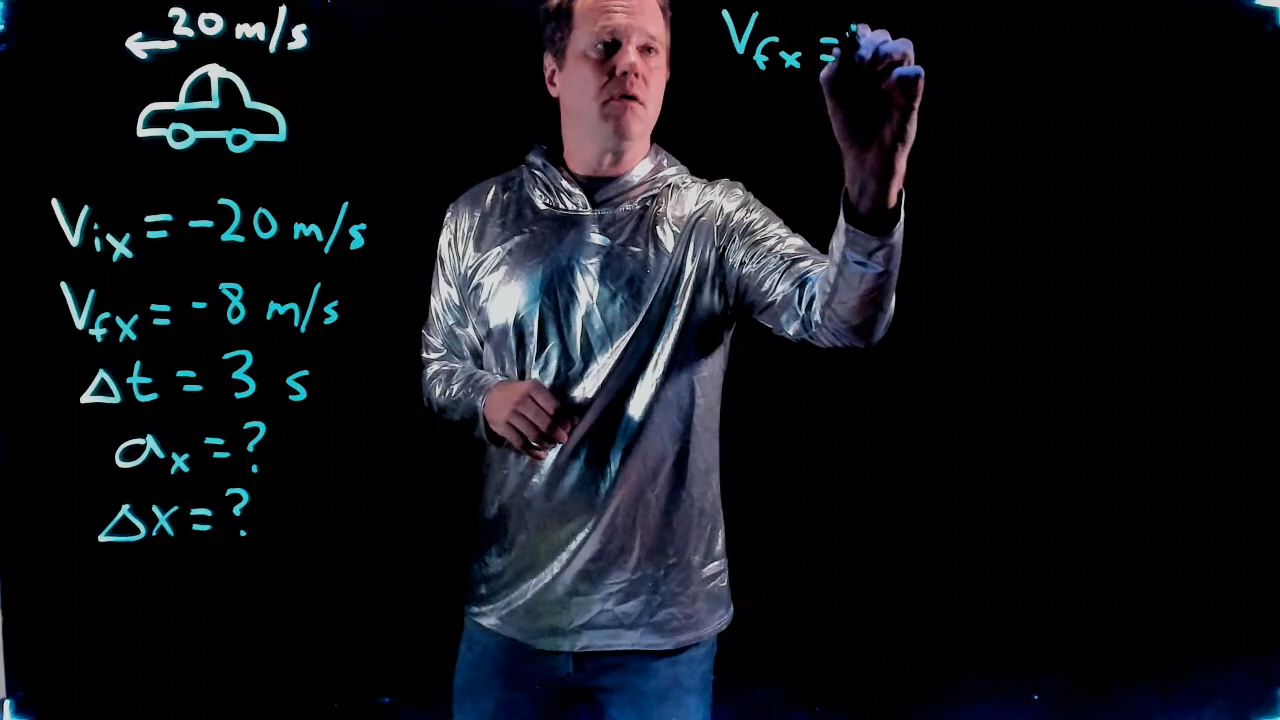 ← 20 m/s
Vix = -20 m/s
Vfx = -8 m/s
Δt = 3 s
ax = ?
Δx = ?
Vfx =